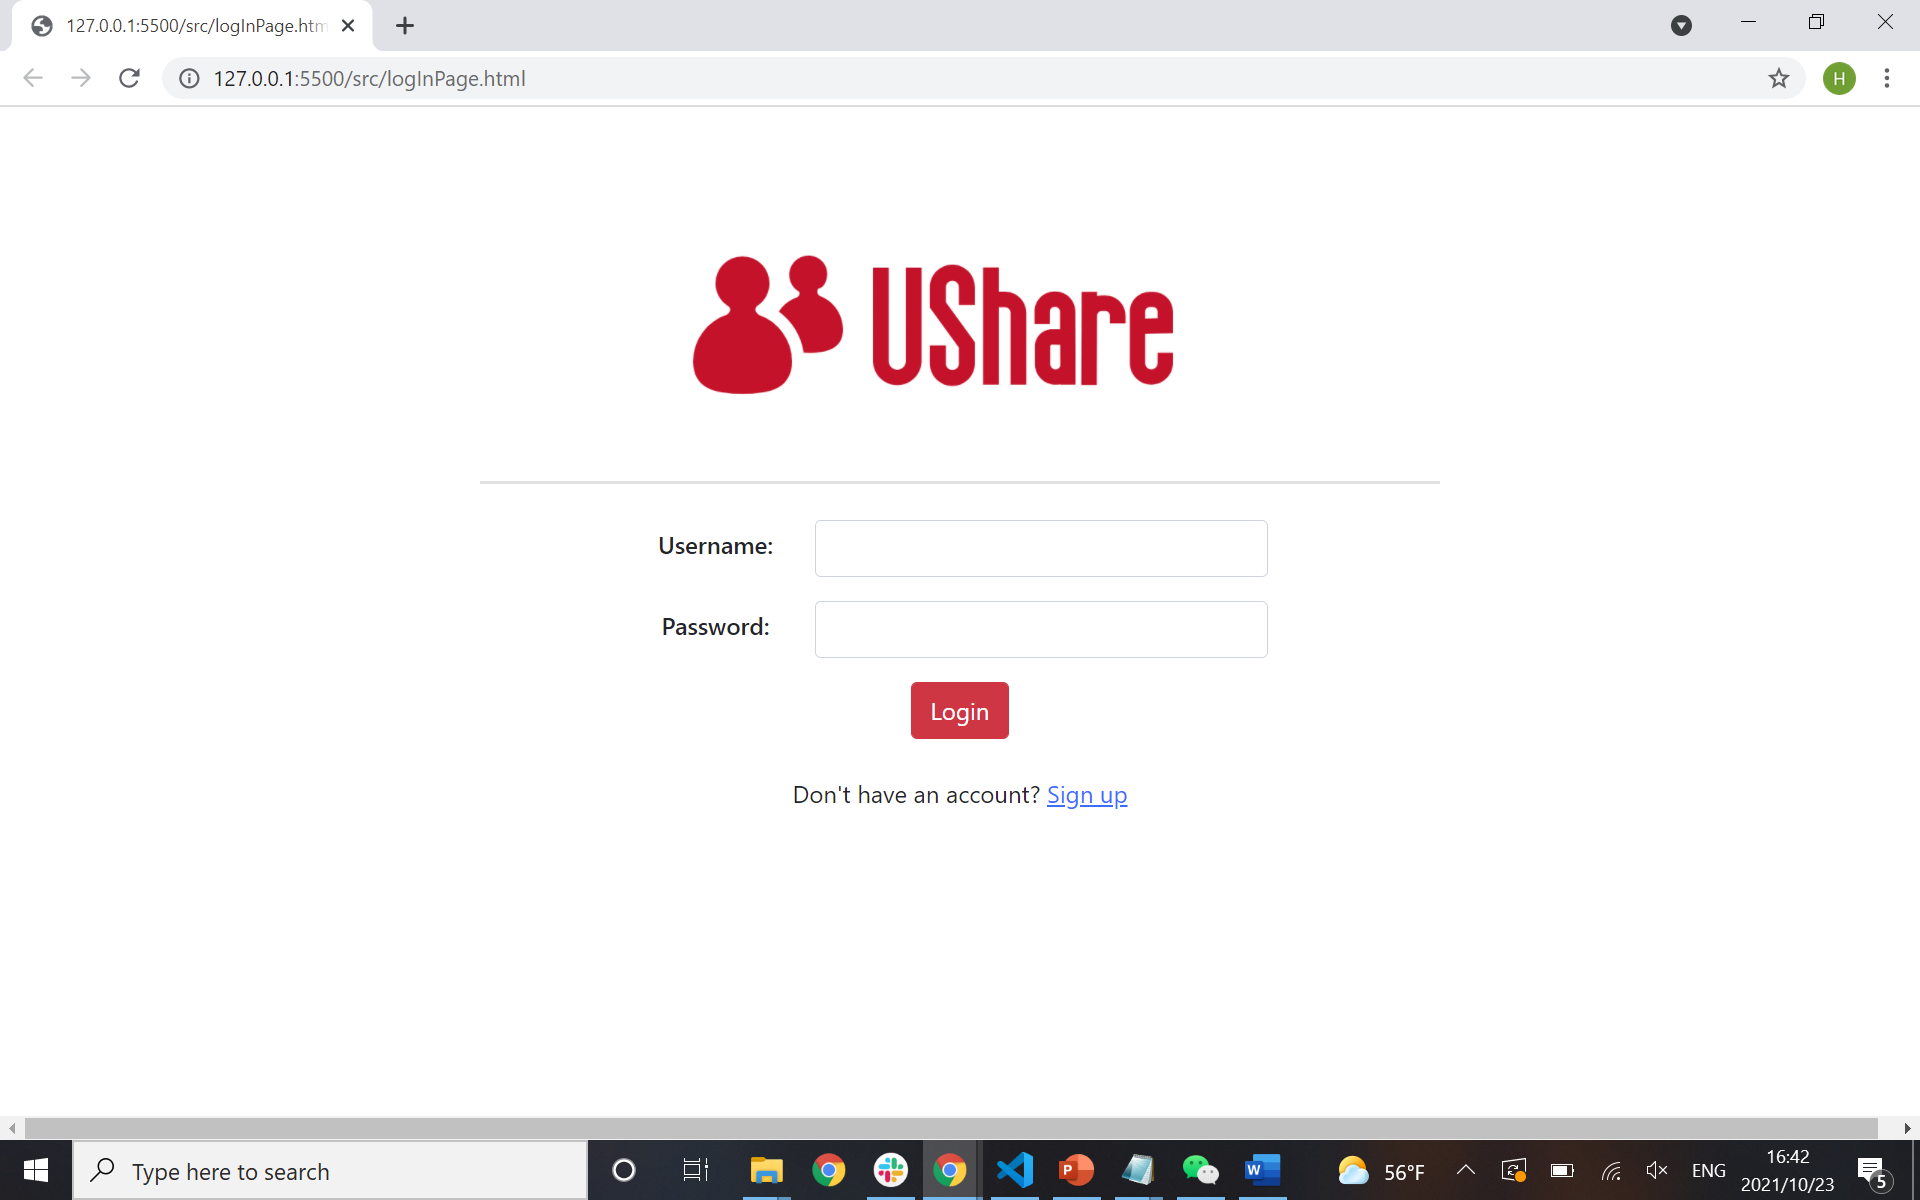 127.0.0.1:5500/src/logInPage.htm
127.0.0.1:5500/src/logInPage.html
H
UShare
Username:
Password:
Login
Don't have an account? Sign up
Type here to search
P
W
56°F
ENG
16:42
2021/10/23
5